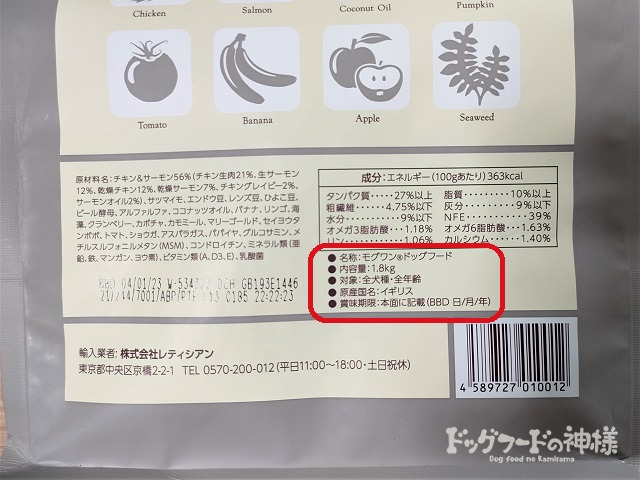 Chicken
Salmon
Coconut Oil
Pumpkin
Tomato
Banana
Apple
Seaweed
原材料名:チキン&サーモン56%(チキン生肉21%、生サーモン
12%、乾燥チキン12%、乾燥サーモン7%、チキングレイビー2%、
サーモンオイル2%)、サツマイモ、エンドウ豆、レンズ豆、ひよこ豆、
ビール酵母、アルファルファ、ココナッツオイル、バナナ、リンゴ、海
藻、クランベリー、カボチャ、カモミール、マリーゴールド、セイヨウタ
ンポポ、トマト、ショウガ、アスパラガス、パパイヤ、グルコサミン、メ
チルスルフォニルメタン(MSM)、コンドロイチン、ミネラル類(亜
鉛、鉄、マンガン、ヨウ素)、ビタミン類(A、D3、E)、乳酸菌
成分:エネルギー(100gあたり)363kcal
タンパク質 27%以上 脂質 10%以上
粗繊維 4.75%以下 灰分 9%以下
水分 9%以下 NFE 39%
オメガ3脂肪酸 1.18% オメガ6脂肪酸 1.63%
リン 1.06% カルシウム 1.40%
● 名称:モグワン®ドッグフード
● 内容量:1.8kg
● 対象:全犬種・全年齢
● 原産国名:イギリス
● 賞味期限:本面に記載(BBD 日/月/年)
BBD 04/01/23 DCH GB193E1446
C185 22:22:23
輸入業者:株式会社レティシアン
東京都中央区京橋2-2-1 TEL 0570-200-012(平日11:00~18:00・土日祝休)
4 589727 010012
ドッグフードの神様
Dog food no Kamisama